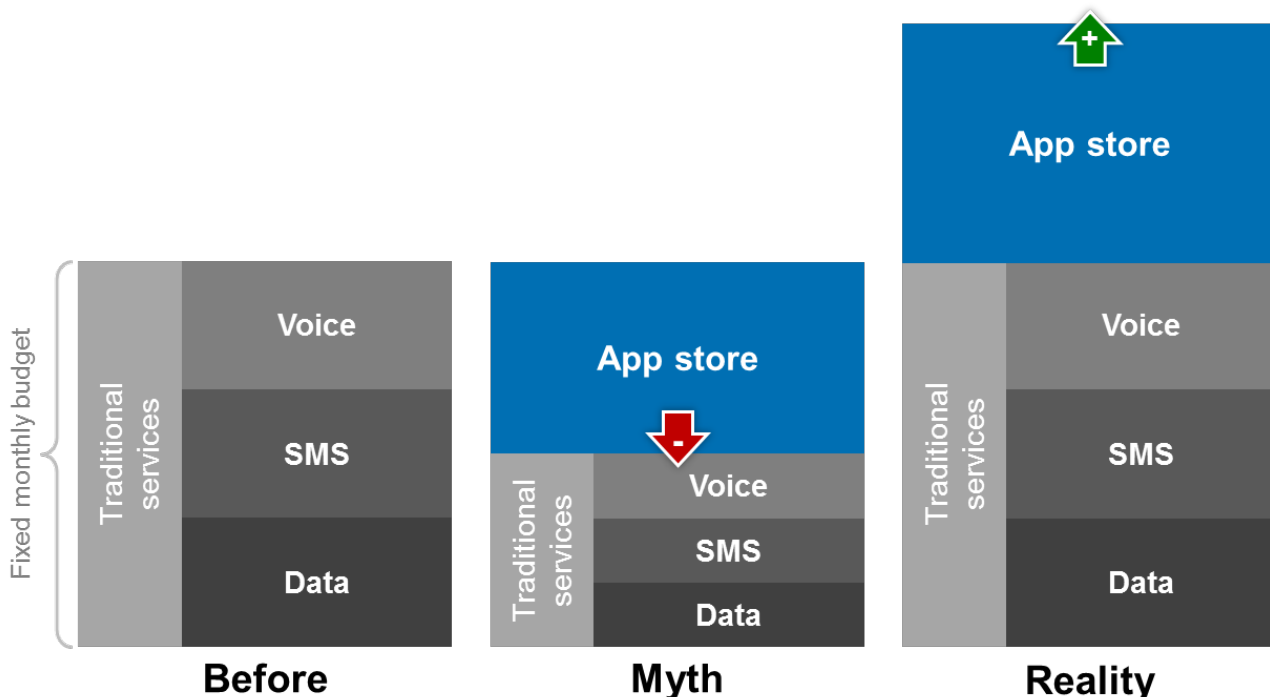 Fixed monthly budget
Traditional
services
Voice
SMS
Data
Before
App store
-
Traditional
services
Voice
SMS
Data
Myth
+
App store
Traditional
services
Voice
SMS
Data
Reality